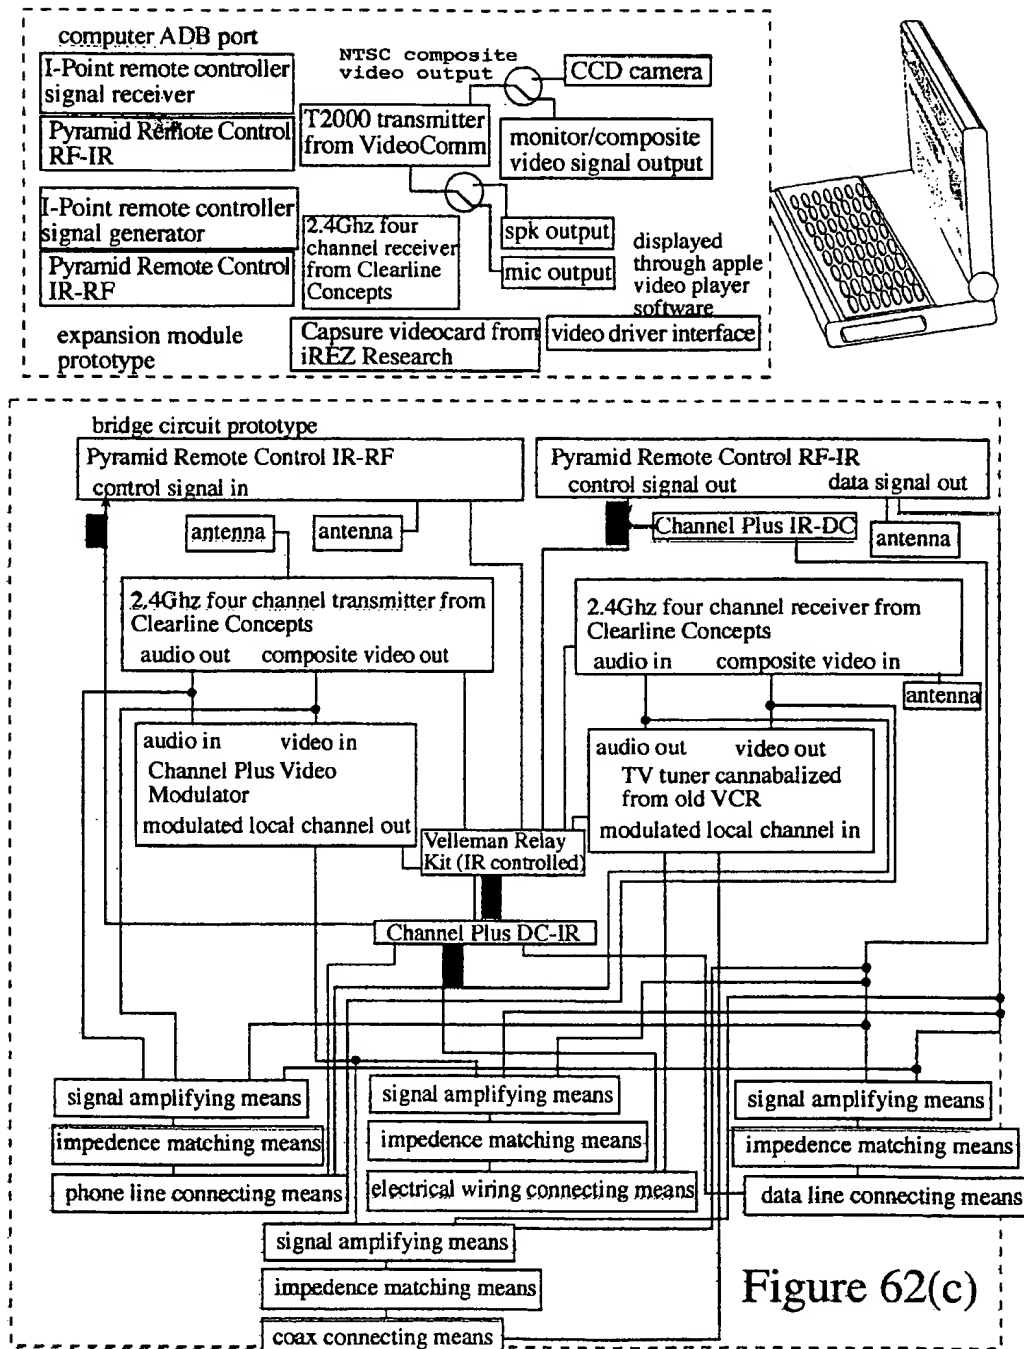 computer ADB port
I-Point remote controller
signal receiver
Pyramid Remote Control
RF-IR
I-Point remote controller
signal generator
Pyramid Remote Control
IR-RF
expansion module
prototype
NTSC composite
video output
CCD camera
T2000 transmitter
from VideoComm
monitor/composite
video signal output
2.4Ghz four
channel receiver
from Clearline
Concepts
spk output
mic output
displayed
through apple
video player
software
Capsure videocard from
iREZ Research
video driver interface
bridge circuit prototype
Pyramid Remote Control IR-RF
control signal in
Pyramid Remote Control RF-IR
control signal out
data signal out
antenna
antenna
Channel Plus IR-DC
antenna
2.4Ghz four channel transmitter from
Clearline Concepts
audio out composite video out
2.4Ghz four channel receiver from
Clearline Concepts
audio in composite video in
antenna
audio in video in
Channel Plus Video
Modulator
modulated local channel out
audio out video out
TV tuner cannabalized
from old VCR
modulated local channel in
Velleman Relay
Kit (IR controlled)
Channel Plus DC-IR
signal amplifying means
impedence matching means
phone line connecting means
signal amplifying means
impedence matching means
electrical wiring connecting means
signal amplifying means
impedence matching means
data line connecting means
signal amplifying means
impedence matching means
coax connecting means
Figure 62(c)